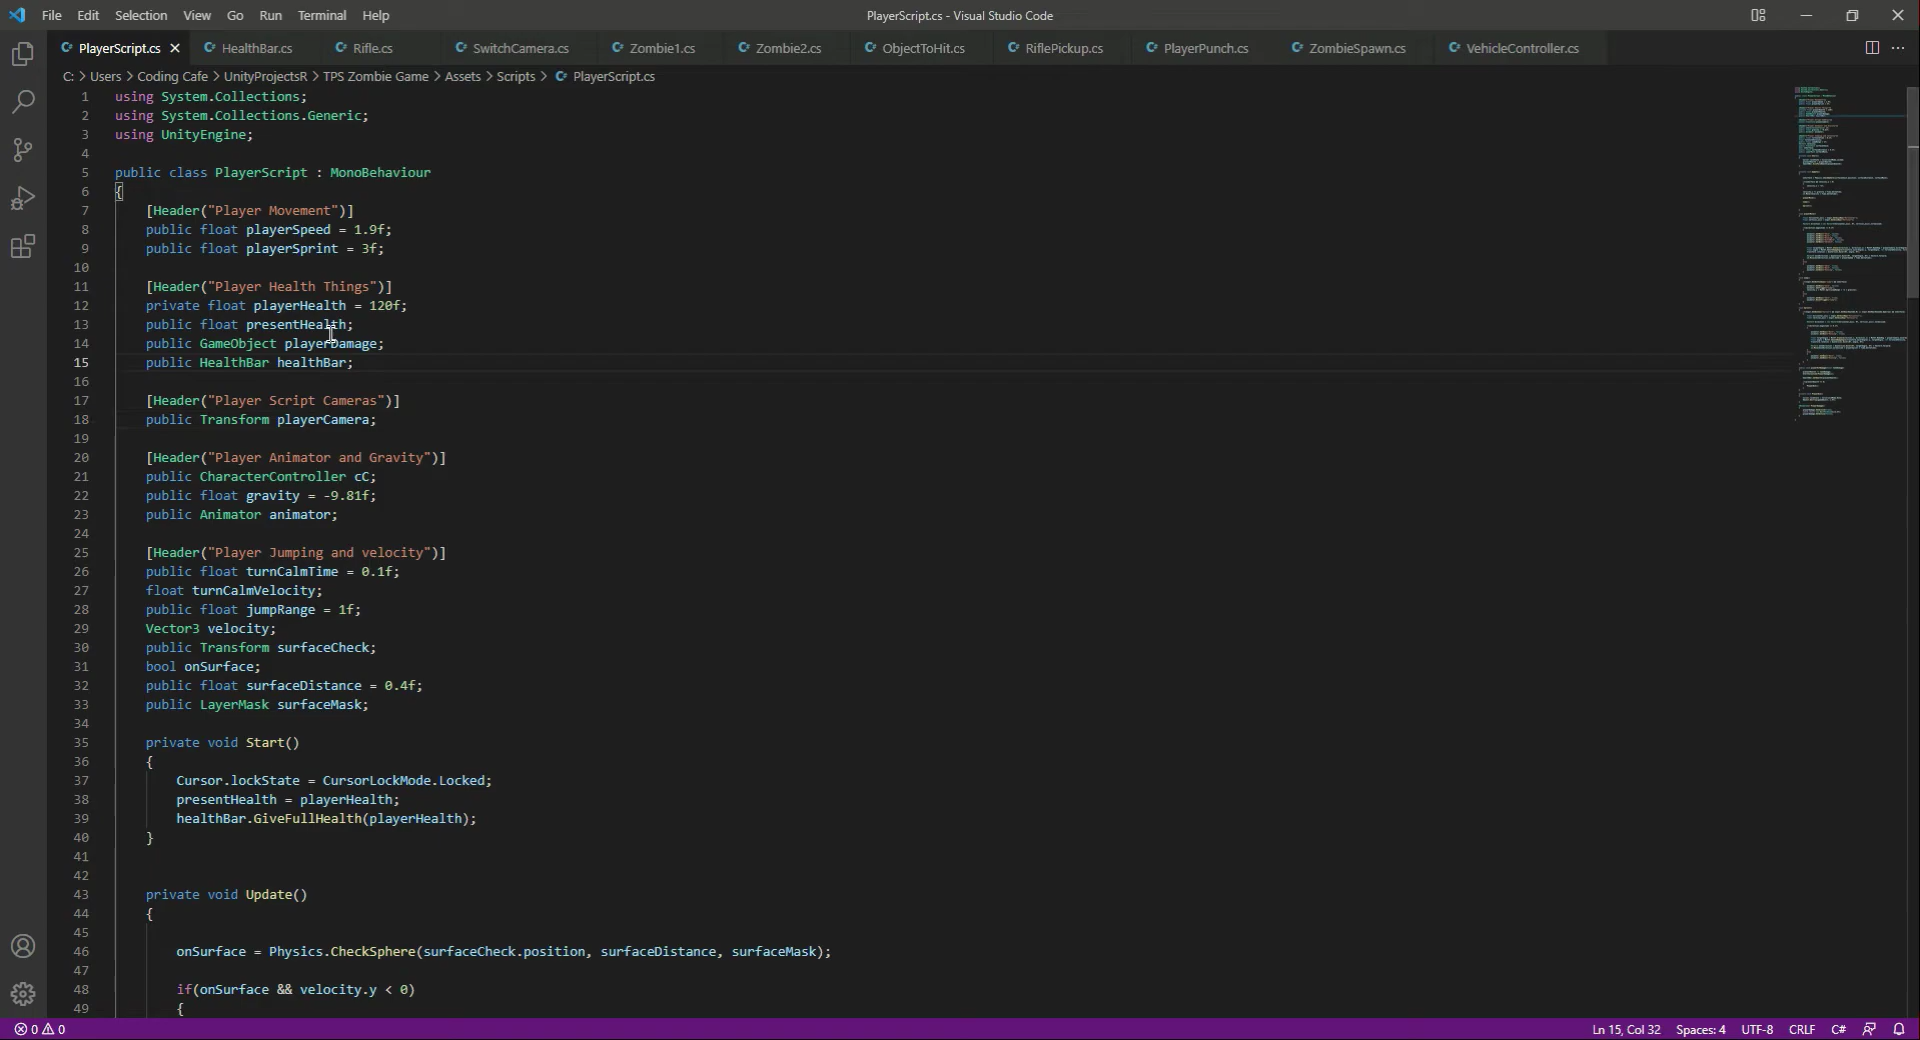 File Edit Selection View Go Run Terminal Help
PlayerScript.cs - Visual Studio Code
PlayerScript.cs HealthBar.cs Rifle.cs SwitchCamera.cs Zombie1.cs Zombie2.cs ObjectToHit.cs RiflePickup.cs PlayerPunch.cs ZombieSpawn.cs VehicleController.cs
C: > Users > Coding Cafe > UnityProjectsR > TPS Zombie Game > Assets > Scripts > PlayerScript.cs
1 using System.Collections;
2 using System.Collections.Generic;
3 using UnityEngine;
4
5 public class PlayerScript : MonoBehaviour
6 {
7 [Header("Player Movement")]
8 public float playerSpeed = 1.9f;
9 public float playerSprint = 3f;
10
11 [Header("Player Health Things")]
12 private float playerHealth = 120f;
13 public float presentHealth;
14 public GameObject playerDamage;
15 public HealthBar healthBar;
16
17 [Header("Player Script Cameras")]
18 public Transform playerCamera;
19
20 [Header("Player Animator and Gravity")]
21 public CharacterController cC;
22 public float gravity = -9.81f;
23 public Animator animator;
24
25 [Header("Player Jumping and velocity")]
26 public float turnCalmTime = 0.1f;
27 float turnCalmVelocity;
28 public float jumpRange = 1f;
29 Vector3 velocity;
30 public Transform surfaceCheck;
31 bool onSurface;
32 public float surfaceDistance = 0.4f;
33 public LayerMask surfaceMask;
34
35 private void Start()
36 {
37 Cursor.lockState = CursorLockMode.Locked;
38 presentHealth = playerHealth;
39 healthBar.GiveFullHealth(playerHealth);
40 }
41
42
43 private void Update()
44 {
45
46 onSurface = Physics.CheckSphere(surfaceCheck.position, surfaceDistance, surfaceMask);
47
48 if(onSurface && velocity.y < 0)
49 {
0 0 Ln 15, Col 32 Spaces: 4 UTF-8 CRLF C#